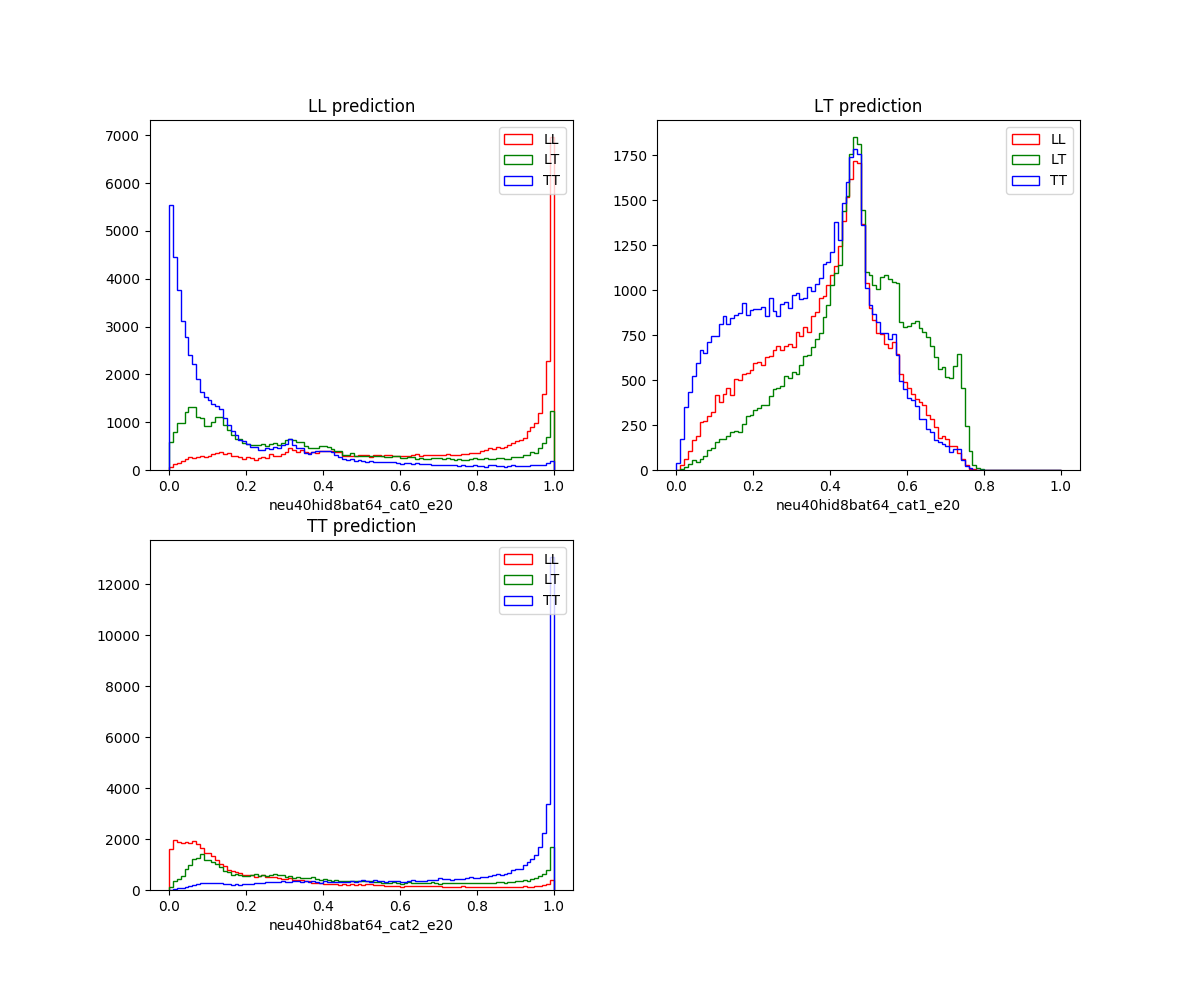 LL prediction
7000
6000
5000
4000
3000
2000
1000
0
LL
LT
TT
0.0 0.2 0.4 0.6 0.8 1.0
neu40hid8bat64_cat0_e20
LT prediction
1750
1500
1250
1000
750
500
250
0
LL
LT
TT
0.0 0.2 0.4 0.6 0.8 1.0
neu40hid8bat64_cat1_e20
TT prediction
12000
10000
8000
6000
4000
2000
0
LL
LT
TT
0.0 0.2 0.4 0.6 0.8 1.0
neu40hid8bat64_cat2_e20